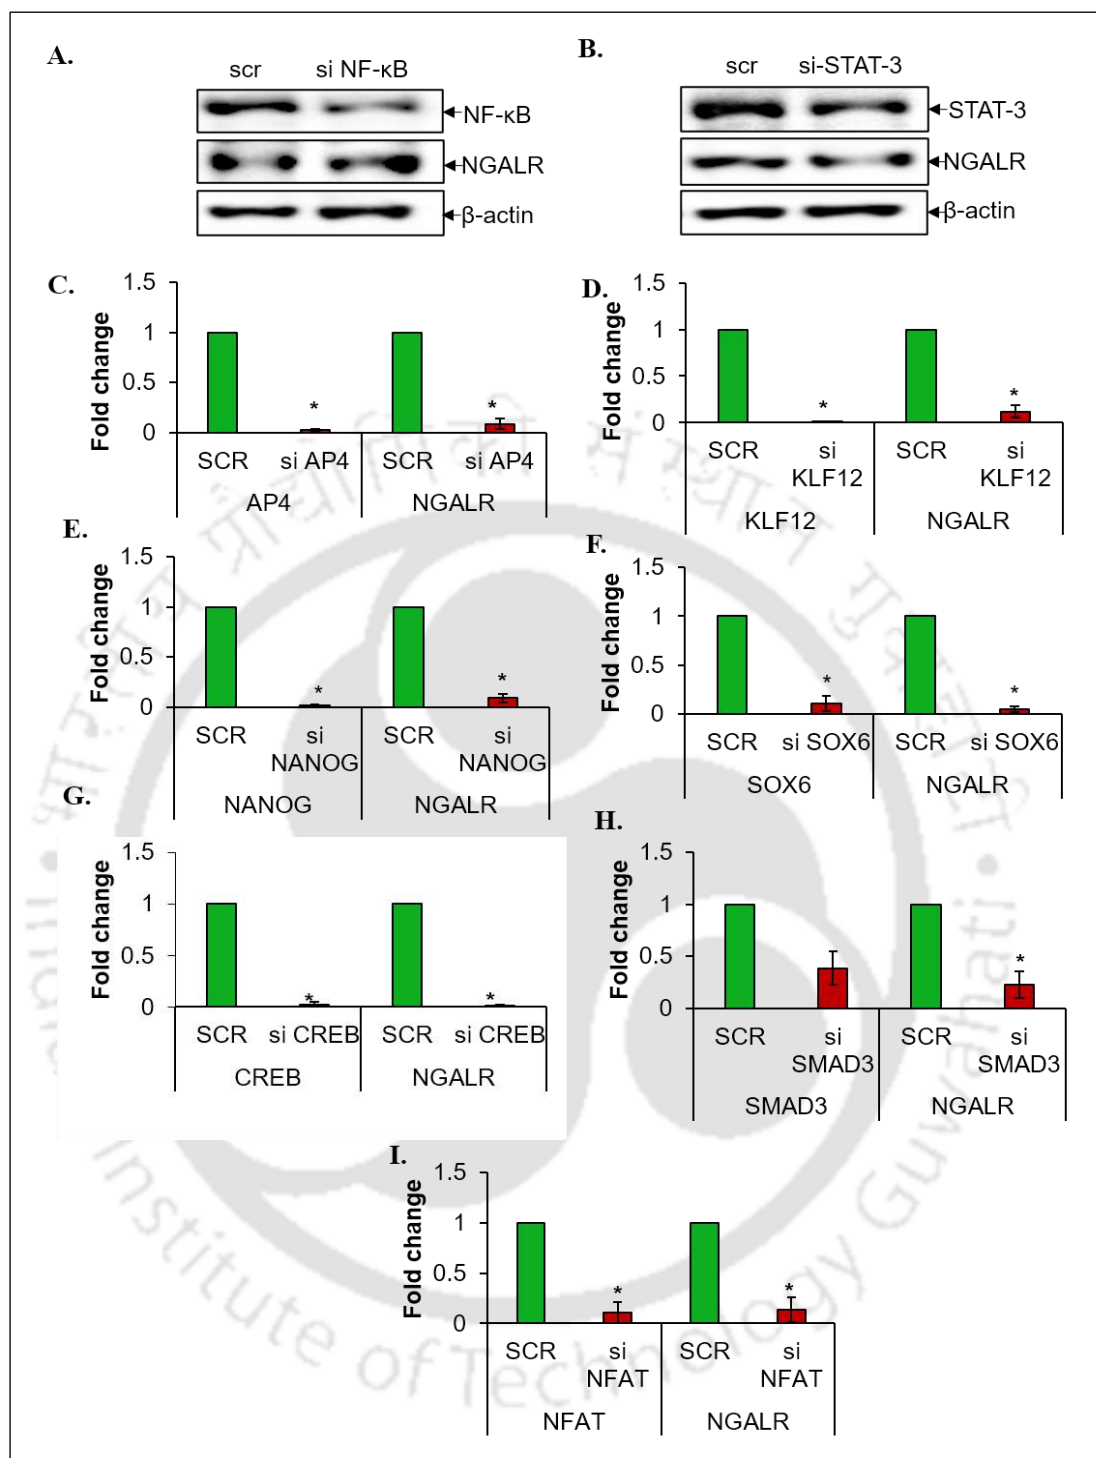 A.
scr si NF-κB
NF-κB
NGALR
β-actin
B.
scr si-STAT-3
STAT-3
NGALR
β-actin
C.
Fold change
1.5
1
0.5
0
SCR si AP4 SCR si AP4
AP4 NGALR
D.
Fold change
1.5
1
0.5
0
SCR si KLF12 SCR si KLF12
KLF12 NGALR
E.
Fold change
1.5
1
0.5
0
SCR si NANOG SCR si NANOG
NANOG NGALR
F.
Fold change
1.5
1
0.5
0
SCR si SOX6 SCR si SOX6
SOX6 NGALR
G.
Fold change
1.5
1
0.5
0
SCR si CREB SCR si CREB
CREB NGALR
H.
Fold change
1.5
1
0.5
0
SCR si SMAD3 SCR si SMAD3
SMAD3 NGALR
I.
Fold change
1.5
1
0.5
0
SCR si NFAT SCR si NFAT
NFAT NGALR
Institute of Technology Guwahati